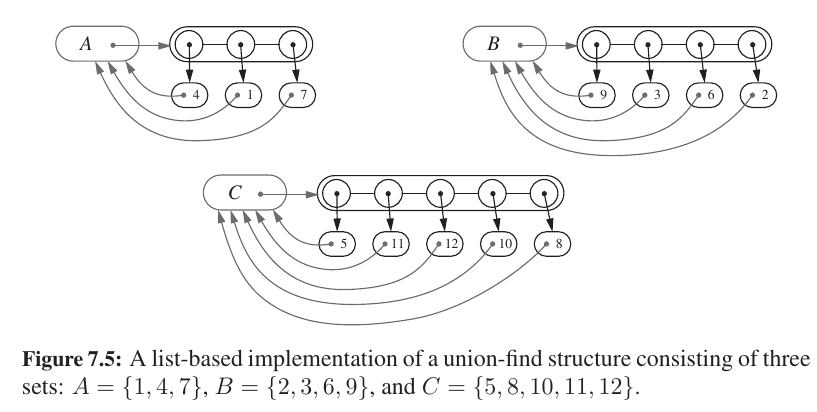 A
B
4 1 7
9 3 6 2
C
5 11 12 10 8
Figure 7.5: A list-based implementation of a union-find structure consisting of three
sets: A = {1, 4, 7}, B = {2, 3, 6, 9}, and C = {5, 8, 10, 11, 12}.